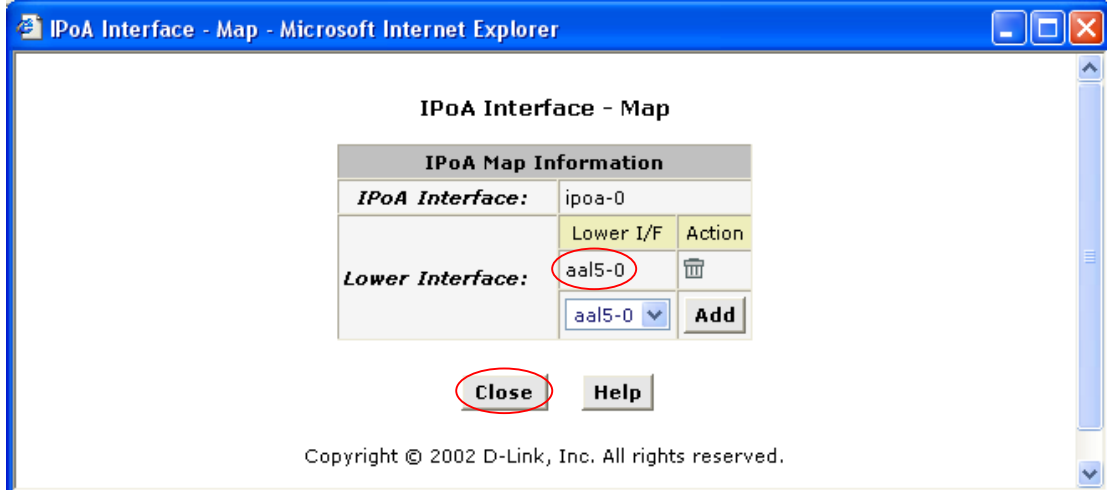 IPoA Interface - Map - Microsoft Internet Explorer
IPoA Interface - Map
IPoA Map Information
IPoA Interface: ipoa-0
Lower I/F Action
Lower Interface: aal5-0
aal5-0 Add
Close Help
Copyright © 2002 D-Link, Inc. All rights reserved.